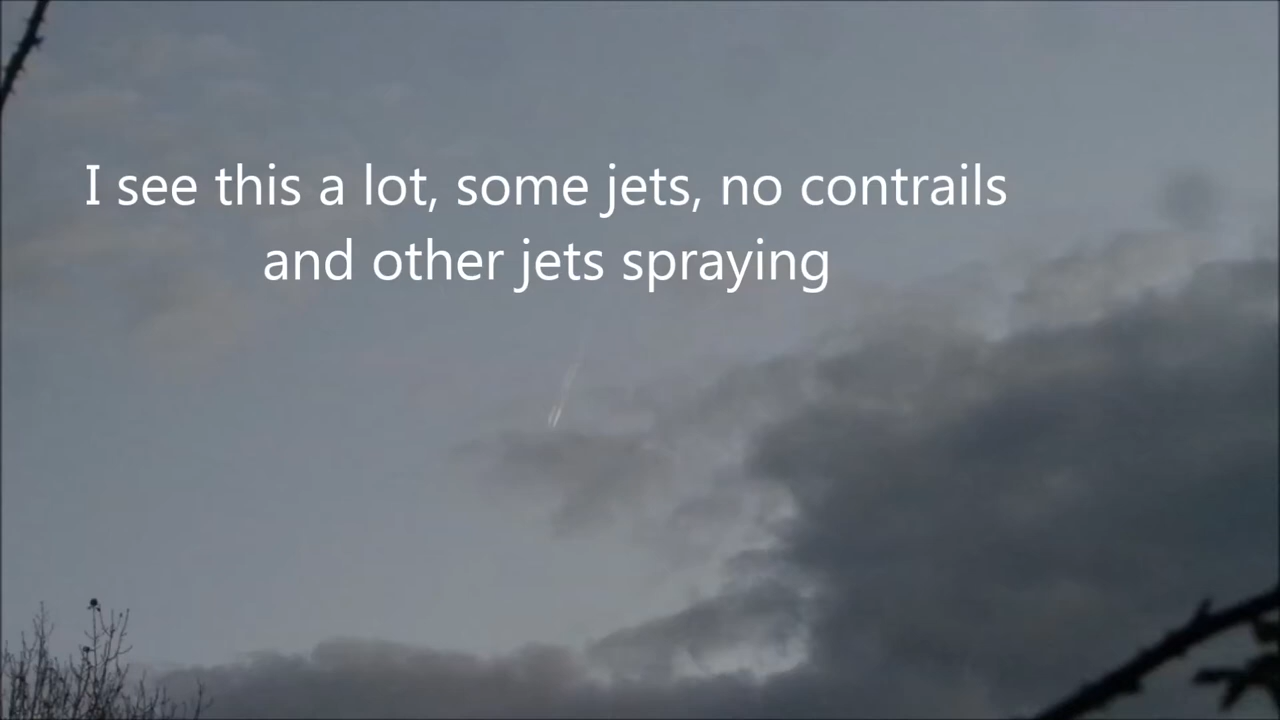 I see this a lot, some jets, no contrails
and other jets spraying